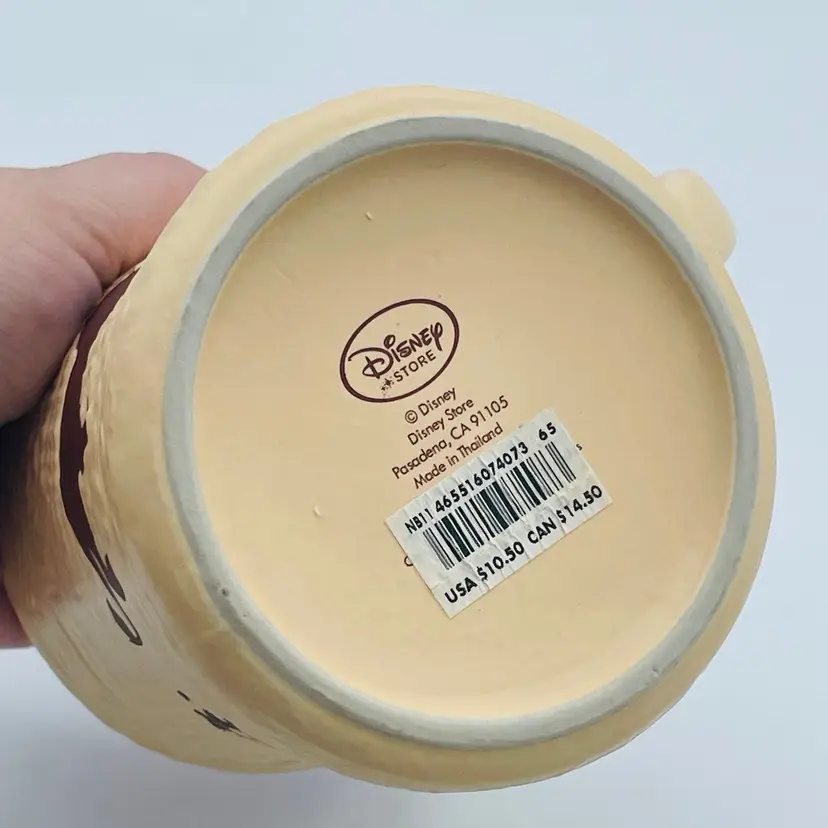 Disney
STORE
© Disney
Disney Store
Pasadena, CA 91105
Made in Thailand
NB11 465516074073 65
USA $10.50 CAN $14.50